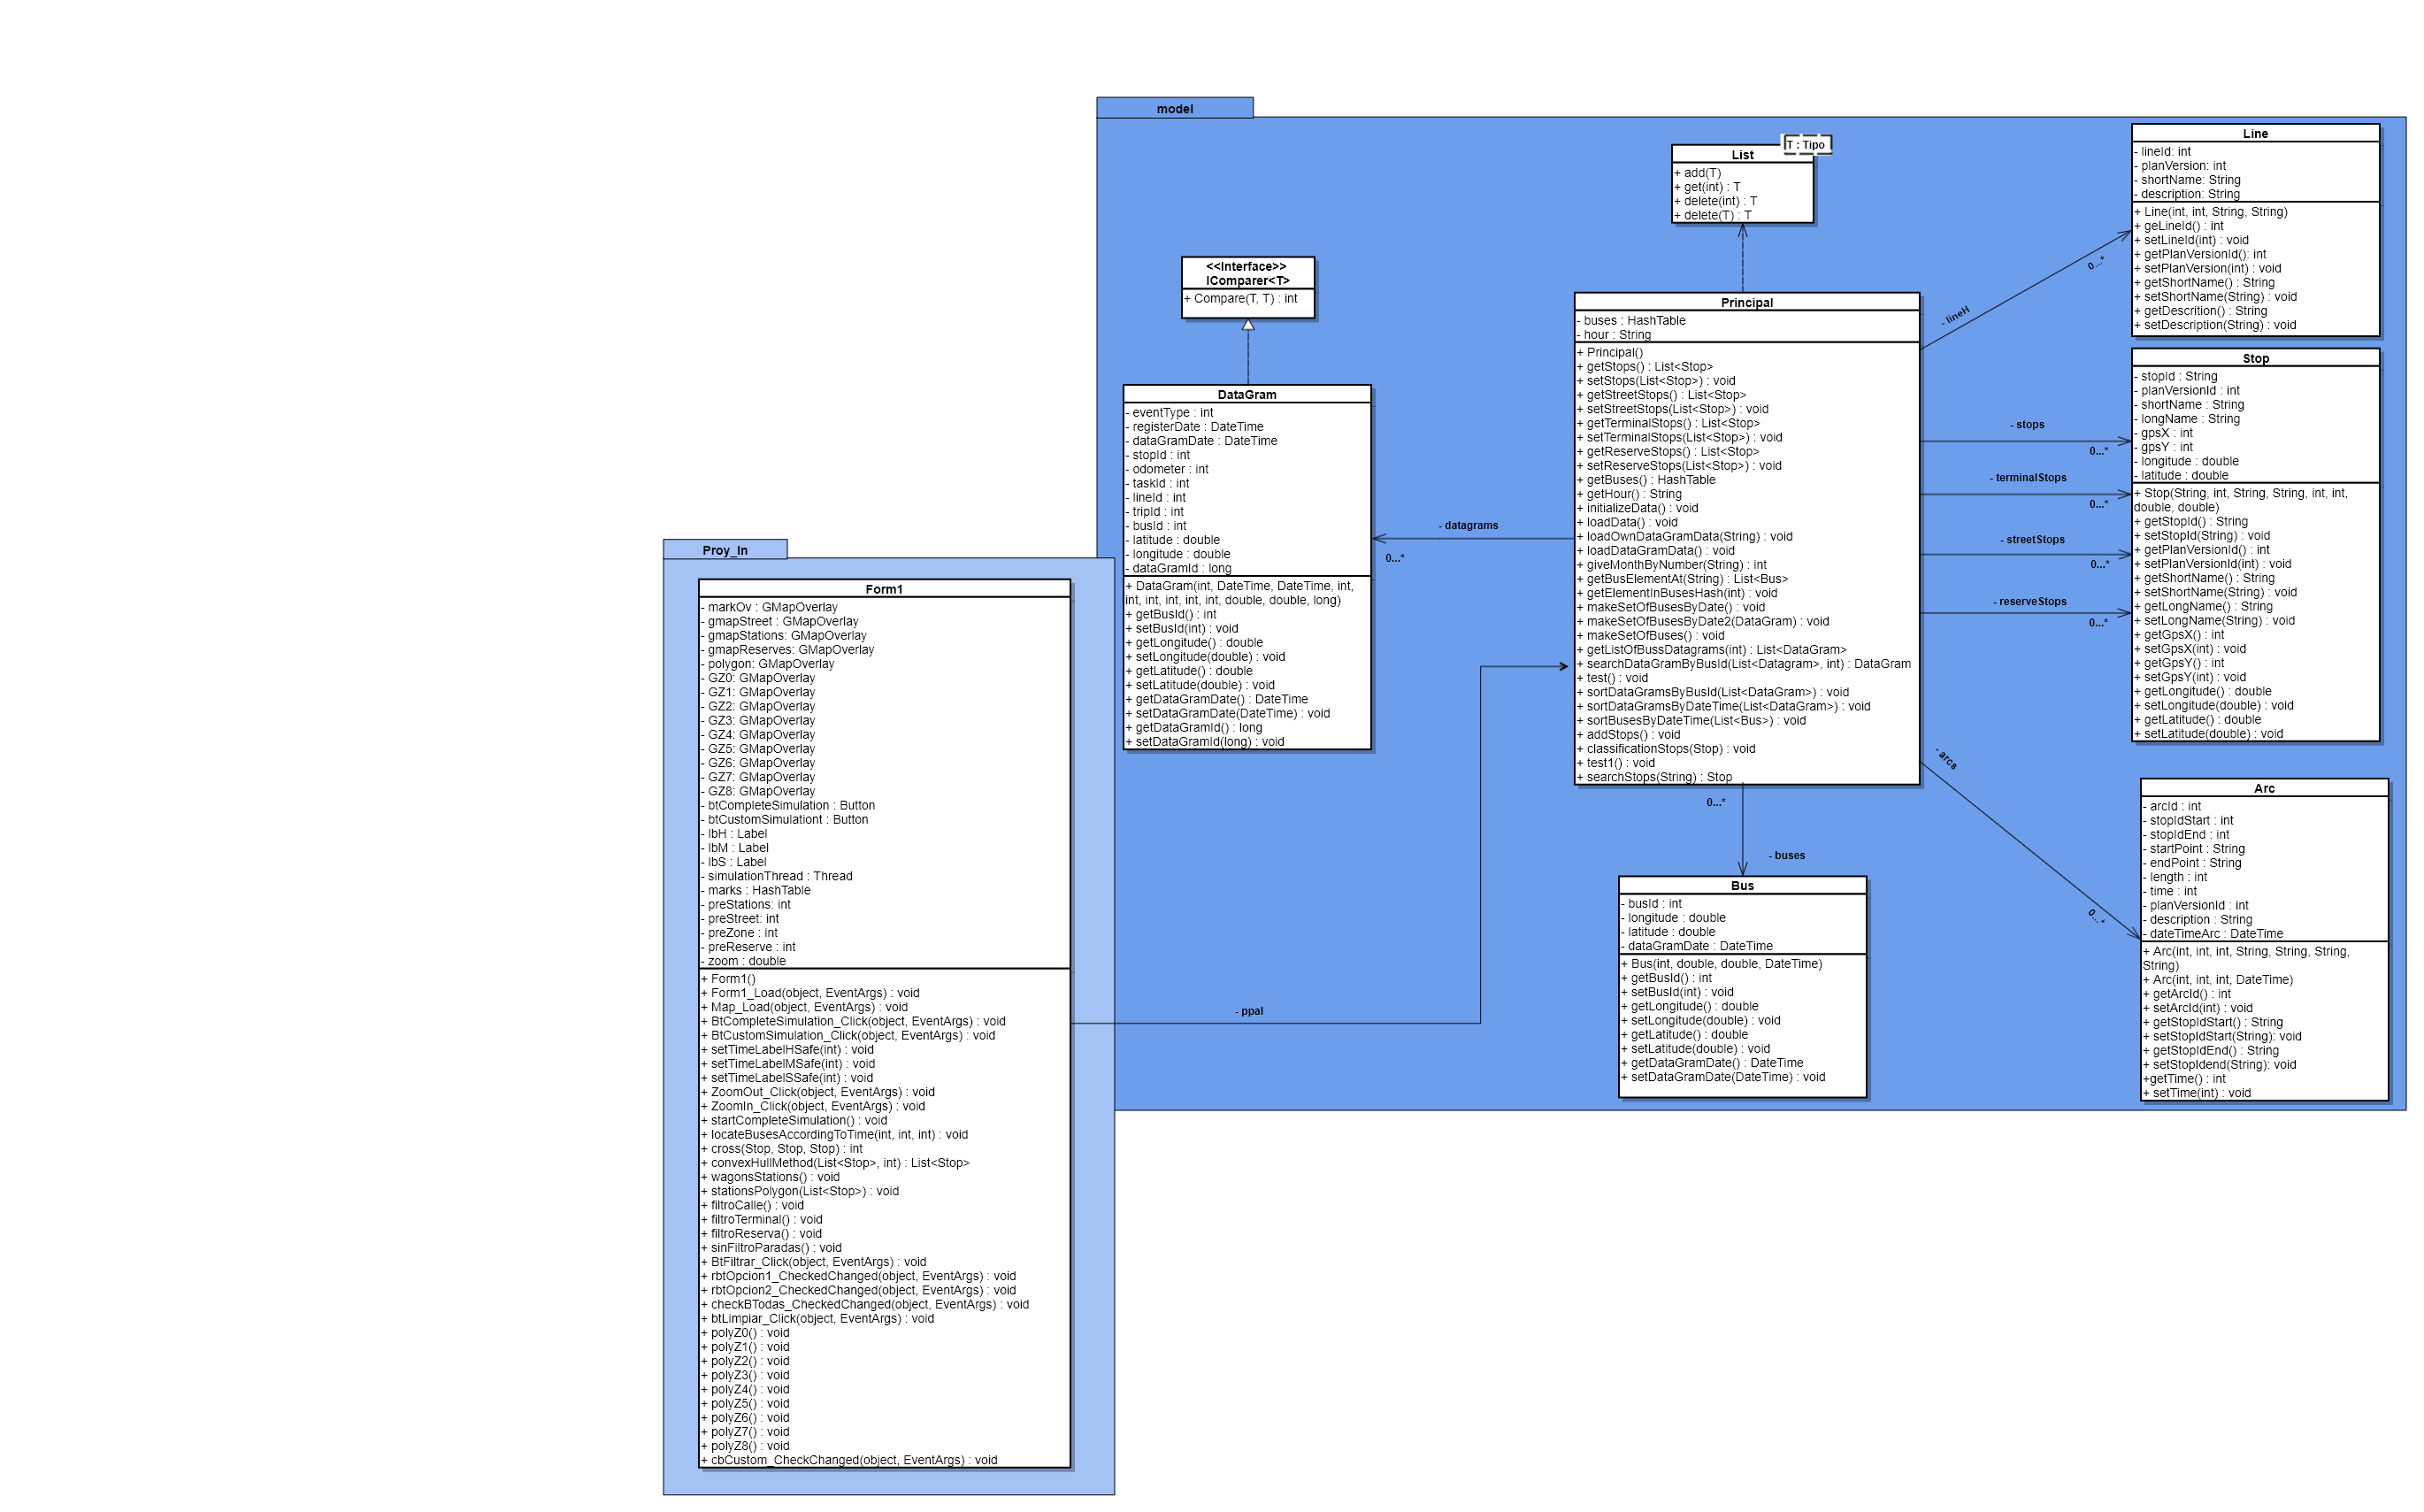 model
T : Tipo
List
+ add(T)
+ get(int) : T
+ delete(int) : T
+ delete(T) : T
<<Interface>>
IComparer<T>
+ Compare(T, T) : int
DataGram
- eventType : int
- registerDate : DateTime
- dataGramDate : DateTime
- stopId : int
- odometer : int
- taskId : int
- lineId : int
- tripId : int
- busId : int
- latitude : double
- longitude : double
- dataGramId : long
+ DataGram(int, DateTime, DateTime, int,
int, int, int, int, int, double, double, long)
+ getBusId() : int
+ setBusId(int) : void
+ getLongitude() : double
+ setLongitude(double) : void
+ getLatitude() : double
+ setLatitude(double) : void
+ getDataGramDate() : DateTime
+ setDataGramDate(DateTime) : void
+ getDataGramId() : long
+ setDataGramId(long) : void
- datagrams
0...*
Principal
- buses : HashTable
- hour : String
+ Principal()
+ getStops() : List<Stop>
+ setStops(List<Stop>) : void
+ getStreetStops() : List<Stop>
+ setStreetStops(List<Stop>) : void
+ getTerminalStops() : List<Stop>
+ setTerminalStops(List<Stop>) : void
+ getReserveStops() : List<Stop>
+ setReserveStops(List<Stop>) : void
+ getBuses() : HashTable
+ getHour() : String
+ initializeData() : void
+ loadData() : void
+ loadOwnDataGramData(String) : void
+ loadDataGramData() : void
+ giveMonthByNumber(String) : int
+ getBusElementAt(String) : List<Bus>
+ getElementInBusesHash(int) : void
+ makeSetOfBusesByDate() : void
+ makeSetOfBusesByDate2(DataGram) : void
+ makeSetOfBuses() : void
+ getListOfBussDatagrams(int) : List<DataGram>
+ searchDataGramByBusId(List<Datagram>, int) : DataGram
+ test() : void
+ sortDataGramsByBusId(List<DataGram>) : void
+ sortDataGramsByDateTime(List<DataGram>) : void
+ sortBusesByDateTime(List<Bus>) : void
+ addStops() : void
+ classificationStops(Stop) : void
+ test1() : void
+ searchStops(String) : Stop
- lineH
0...*
- stops
0...*
- terminalStops
0...*
- streetStops
0...*
- reserveStops
0...*
- arcs
0...*
0...*
- buses
Line
- lineId: int
- planVersion: int
- shortName: String
- description: String
+ Line(int, int, String, String)
+ geLineId() : int
+ setLineId(int) : void
+ getPlanVersionId(): int
+ setPlanVersion(int) : void
+ getShortName() : String
+ setShortName(String) : void
+ getDescrition() : String
+ setDescription(String) : void
Stop
- stopId : String
- planVersionId : int
- shortName : String
- longName : String
- gpsX : int
- gpsY : int
- longitude : double
- latitude : double
+ Stop(String, int, String, String, int, int,
double, double)
+ getStopId() : String
+ setStopId(String) : void
+ getPlanVersionId() : int
+ setPlanVersionId(int) : void
+ getShortName() : String
+ setShortName(String) : void
+ getLongName() : String
+ setLongName(String) : void
+ getGpsX() : int
+ setGpsX(int) : void
+ getGpsY() : int
+ setGpsY(int) : void
+ getLongitude() : double
+ setLongitude(double) : void
+ getLatitude() : double
+ setLatitude(double) : void
Arc
- arcId : int
- stopIdStart : int
- stopIdEnd : int
- startPoint : String
- endPoint : String
- length : int
- time : int
- planVersionId : int
- description : String
- dateTimeArc : DateTime
+ Arc(int, int, int, String, String, String,
String)
+ Arc(int, int, int, DateTime)
+ getArcId() : int
+ setArcId(int) : void
+ getStopIdStart() : String
+ setStopIdStart(String): void
+ getStopIdEnd() : String
+ setStopIdend(String): void
+getTime() : int
+ setTime(int) : void
Bus
- busId : int
- longitude : double
- latitude : double
- dataGramDate : DateTime
+ Bus(int, double, double, DateTime)
+ getBusId() : int
+ setBusId(int) : void
+ getLongitude() : double
+ setLongitude(double) : void
+ getLatitude() : double
+ setLatitude(double) : void
+ getDataGramDate() : DateTime
+ setDataGramDate(DateTime) : void
Proy_In
Form1
- markOv : GMapOverlay
- gmapStreet : GMapOverlay
- gmapStations: GMapOverlay
- gmapReserves: GMapOverlay
- polygon: GMapOverlay
- GZ0: GMapOverlay
- GZ1: GMapOverlay
- GZ2: GMapOverlay
- GZ3: GMapOverlay
- GZ4: GMapOverlay
- GZ5: GMapOverlay
- GZ6: GMapOverlay
- GZ7: GMapOverlay
- GZ8: GMapOverlay
- btCompleteSimulation : Button
- btCustomSimulationt : Button
- lbH : Label
- lbM : Label
- lbS : Label
- simulationThread : Thread
- marks : HashTable
- preStations: int
- preStreet: int
- preZone : int
- preReserve : int
- zoom : double
+ Form1()
+ Form1_Load(object, EventArgs) : void
+ Map_Load(object, EventArgs) : void
+ BtCompleteSimulation_Click(object, EventArgs) : void
+ BtCustomSimulation_Click(object, EventArgs) : void
+ setTimeLabelHSafe(int) : void
+ setTimeLabelMSafe(int) : void
+ setTimeLabelSSafe(int) : void
+ ZoomOut_Click(object, EventArgs) : void
+ ZoomIn_Click(object, EventArgs) : void
+ startCompleteSimulation() : void
+ locateBusesAccordingToTime(int, int, int) : void
+ cross(Stop, Stop, Stop) : int
+ convexHullMethod(List<Stop>, int) : List<Stop>
+ wagonsStations() : void
+ stationsPolygon(List<Stop>) : void
+ filtroCalle() : void
+ filtroTerminal() : void
+ filtroReserva() : void
+ sinFiltroParadas() : void
+ BtFiltrar_Click(object, EventArgs) : void
+ rbtOpcion1_CheckedChanged(object, EventArgs) : void
+ rbtOpcion2_CheckedChanged(object, EventArgs) : void
+ checkBTodas_CheckedChanged(object, EventArgs) : void
+ btLimpiar_Click(object, EventArgs) : void
+ polyZ0() : void
+ polyZ1() : void
+ polyZ2() : void
+ polyZ3() : void
+ polyZ4() : void
+ polyZ5() : void
+ polyZ6() : void
+ polyZ7() : void
+ polyZ8() : void
+ cbCustom_CheckChanged(object, EventArgs) : void
- ppal